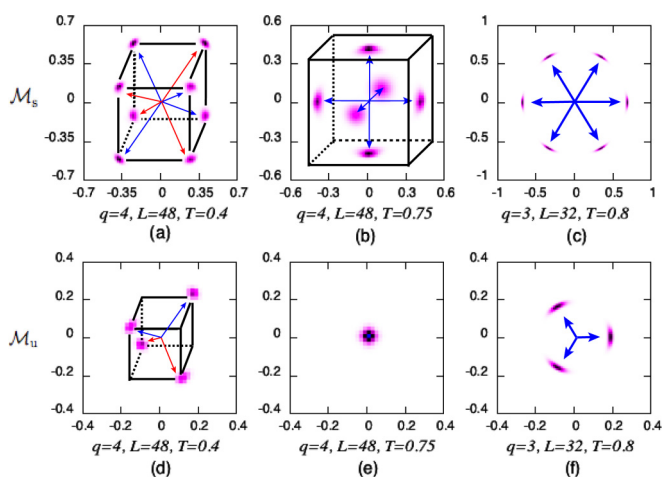 0.7 0.35 0 -0.35 -0.7
-0.7 -0.35 0 0.35 0.7
0.6 0.3 0 -0.3 -0.6
-0.6 -0.3 0 0.3 0.6
1 0.5 0 -0.5 -1
-1 -0.5 0 0.5 1
ℳs
q=4, L=48, T=0.4
q=4, L=48, T=0.75
q=3, L=32, T=0.8
(a)
(b)
(c)
0.4 0.2 0 -0.2 -0.4
-0.4 -0.2 0 0.2 0.4
0.4 0.2 0 -0.2 -0.4
-0.4 -0.2 0 0.2 0.4
0.4 0.2 0 -0.2 -0.4
-0.4 -0.2 0 0.2 0.4
ℳu
q=4, L=48, T=0.4
q=4, L=48, T=0.75
q=3, L=32, T=0.8
(d)
(e)
(f)